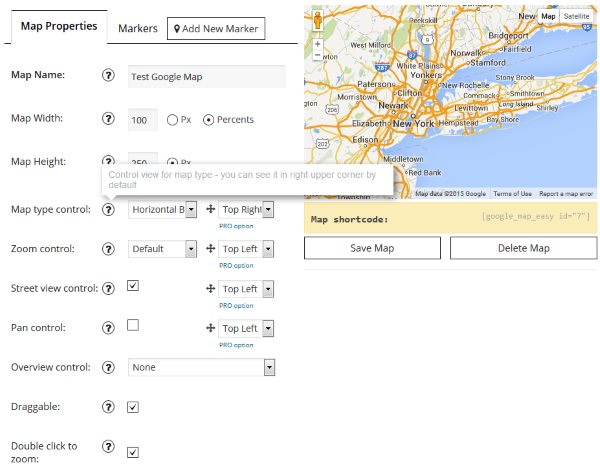 Map Properties
Markers
Add New Marker
Map Name:
?
Test Google Map
Map Width:
?
100
Px
Percents
Map Height:
250
Px
Control view for map type - you can see it in right upper corner by
default
Map type control:
?
Horizontal B
Top Right
PRO option
Zoom control:
?
Default
Top Left
PRO option
Street view control:
?
Top Left
PRO option
Pan control:
?
Top Left
PRO option
Overview control:
?
None
Draggable:
?
Double click to
zoom:
?
Peekskill
New
Map
Satellite
Bridgeport
West Milford
Norwalk
Fairfield
White Plains
Stamford
Yonkers
Paterson
New Rochelle
Stony Brook
Clifton
Morristown
Commack
Smithtown
Newark
Levittown
Long Island
Shirley
Elizabeth
New York
Hempstead
Bay Shore
Edison
Middletown
Red Bank
Township
Map data ©2015 Google
Terms of Use
Report a map error
Map shortcode:
[google_map_easy id="7"]
Save Map
Delete Map